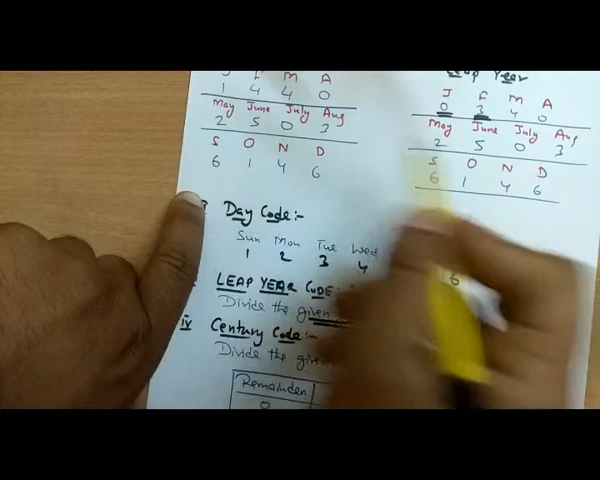 Leap Year
J F M A
1 4 4 0
May June July Aug
2 5 0 3
S O N D
6 1 4 6
J F M A
0 3 4 0
May June July Aug
2 5 0 3
S O N D
6 1 4 6
Day Code :-
Sun Mon Tue Wed
1 2 3 4
LEAP YEAR CODE :-
Divide the given
iv Century Code :-
Divide the given
Remainder
0